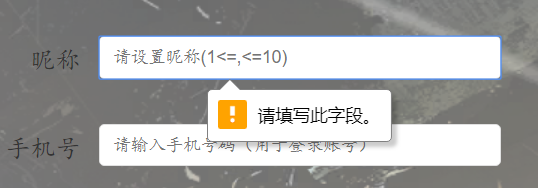 昵称 请设置昵称(1<=,<=10)
请填写此字段。
手机号 请输入手机号码（用于登录账号）